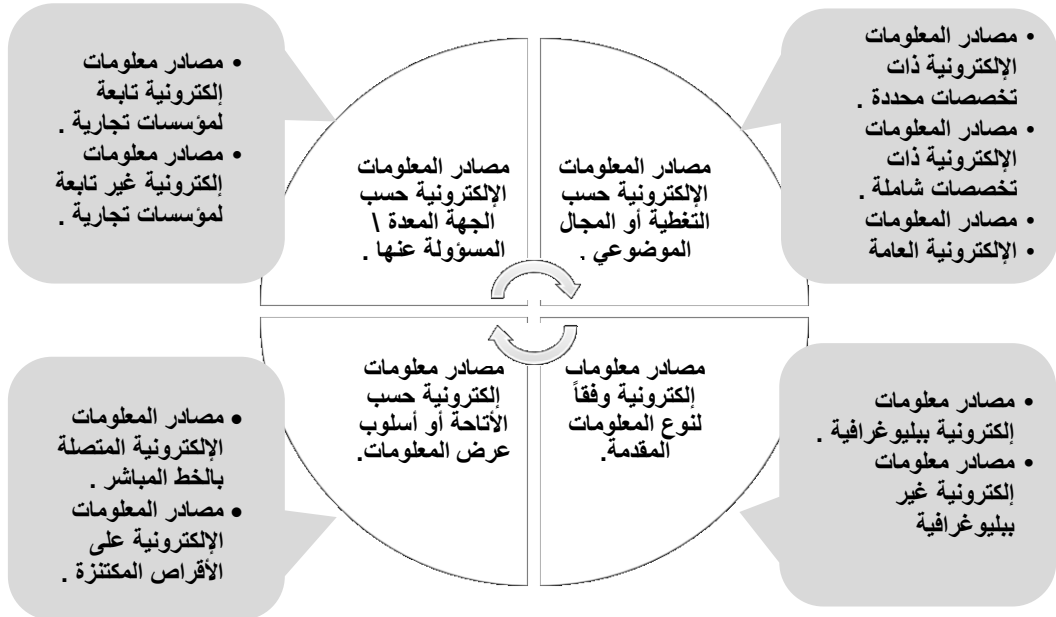 • مصادر المعلومات
الإلكترونية ذات
تخصصات محددة .
• مصادر المعلومات
الإلكترونية ذات
تخصصات شاملة .
• مصادر المعلومات
• الإلكترونية العامة
مصادر المعلومات
الإلكترونية حسب
التغطية أو المجال
الموضوعي .
مصادر المعلومات
الإلكترونية حسب
الجهة المعدة \
المسؤولة عنها .
• مصادر معلومات
إلكترونية تابعة
لمؤسسات تجارية .
• مصادر معلومات
إلكترونية غير تابعة
لمؤسسات تجارية .
• مصادر معلومات
إلكترونية ببليوغرافية .
• مصادر معلومات
إلكترونية غير
ببليوغرافية
مصادر معلومات
إلكترونية وفقاً
لنوع المعلومات
المقدمة.
مصادر معلومات
إلكترونية حسب
الأتاحة أو أسلوب
عرض المعلومات.
• مصادر المعلومات
الإلكترونية المتصلة
بالخط المباشر .
• مصادر المعلومات
الإلكترونية على
الأقراص المكتنزة .